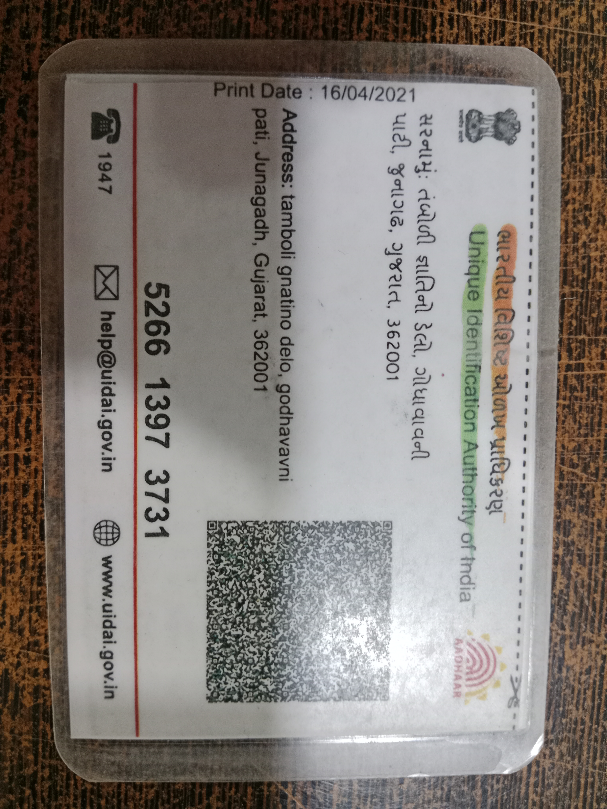 ભારતીય વિશિષ્ટ ઓળખ પ્રાધિકરણ
Unique Identification Authority of India
AADHAAR
Print Date : 16/04/2021
સરનામું: તંબોળી જ્ઞાતિનો ડેલો, ગોધાવાવની
પાટી, જુનાગઢ, ગુજરાત, 362001
Address: tamboli gnatino delo, godhavavni
pati, Junagadh, Gujarat, 362001
5266 1397 3731
1947 help@uidai.gov.in www.uidai.gov.in